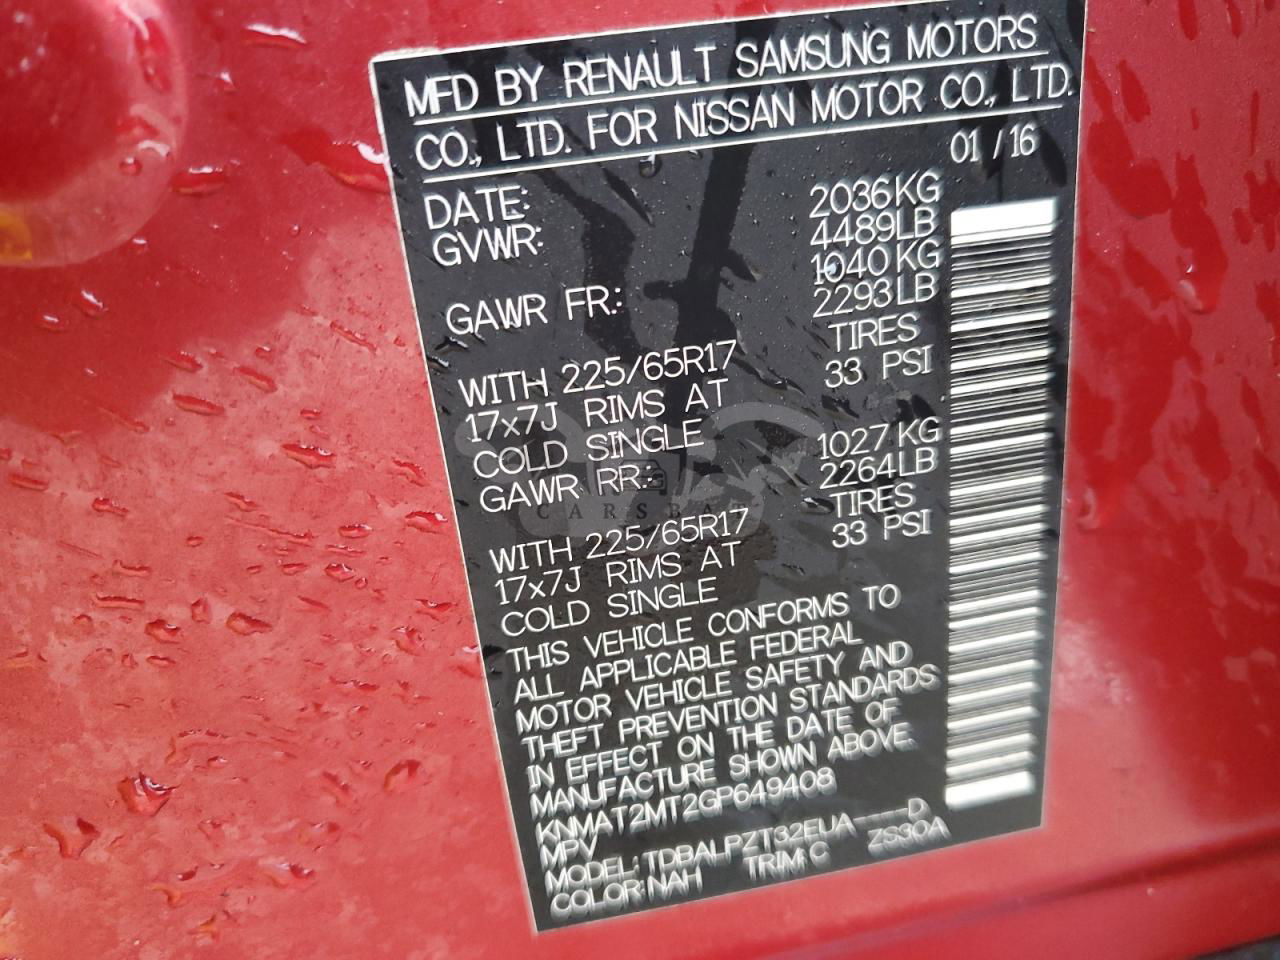 MFD BY RENAULT SAMSUNG MOTORS
CO., LTD. FOR NISSAN MOTOR CO., LTD.
DATE: 01 / 16
GVWR: 2036KG
4489LB
GAWR FR.: 1040KG
2293LB
WITH 225/65R17 TIRES
17x7J RIMS AT 33 PSI
COLD SINGLE
GAWR RR.: 1027KG
2264LB
WITH 225/65R17 TIRES
17x7J RIMS AT 33 PSI
COLD SINGLE
THIS VEHICLE CONFORMS TO
ALL APPLICABLE FEDERAL
MOTOR VEHICLE SAFETY AND
THEFT PREVENTION STANDARDS
IN EFFECT ON THE DATE OF
MANUFACTURE SHOWN ABOVE.
KNMAT2MT2GP649408
MPV
MODEL: TDBALPZT32EUA----D
COLOR:NAH TRIM: C ZS30A